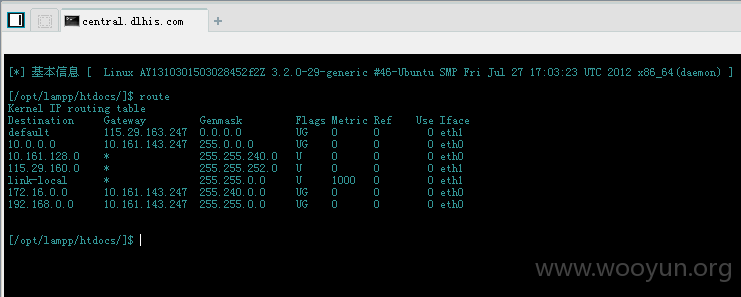 central.dlhis.com
[*] 基本信息 [ Linux AY1310301503028452f2Z 3.2.0-29-generic #46-Ubuntu SMP Fri Jul 27 17:03:23 UTC 2012 x86_64(daemon) ]
[/opt/lampp/htdocs/]$ route
Kernel IP routing table
Destination Gateway Genmask Flags Metric Ref Use Iface
default 115.29.163.247 0.0.0.0 UG 0 0 0 eth1
10.0.0.0 10.161.143.247 255.0.0.0 UG 0 0 0 eth0
10.161.128.0 * 255.255.240.0 U 0 0 0 eth0
115.29.160.0 * 255.255.252.0 U 0 0 0 eth1
link-local * 255.255.0.0 U 1000 0 0 eth1
172.16.0.0 10.161.143.247 255.240.0.0 UG 0 0 0 eth0
192.168.0.0 10.161.143.247 255.255.0.0 UG 0 0 0 eth0
[/opt/lampp/htdocs/]$
www.wooyun.org